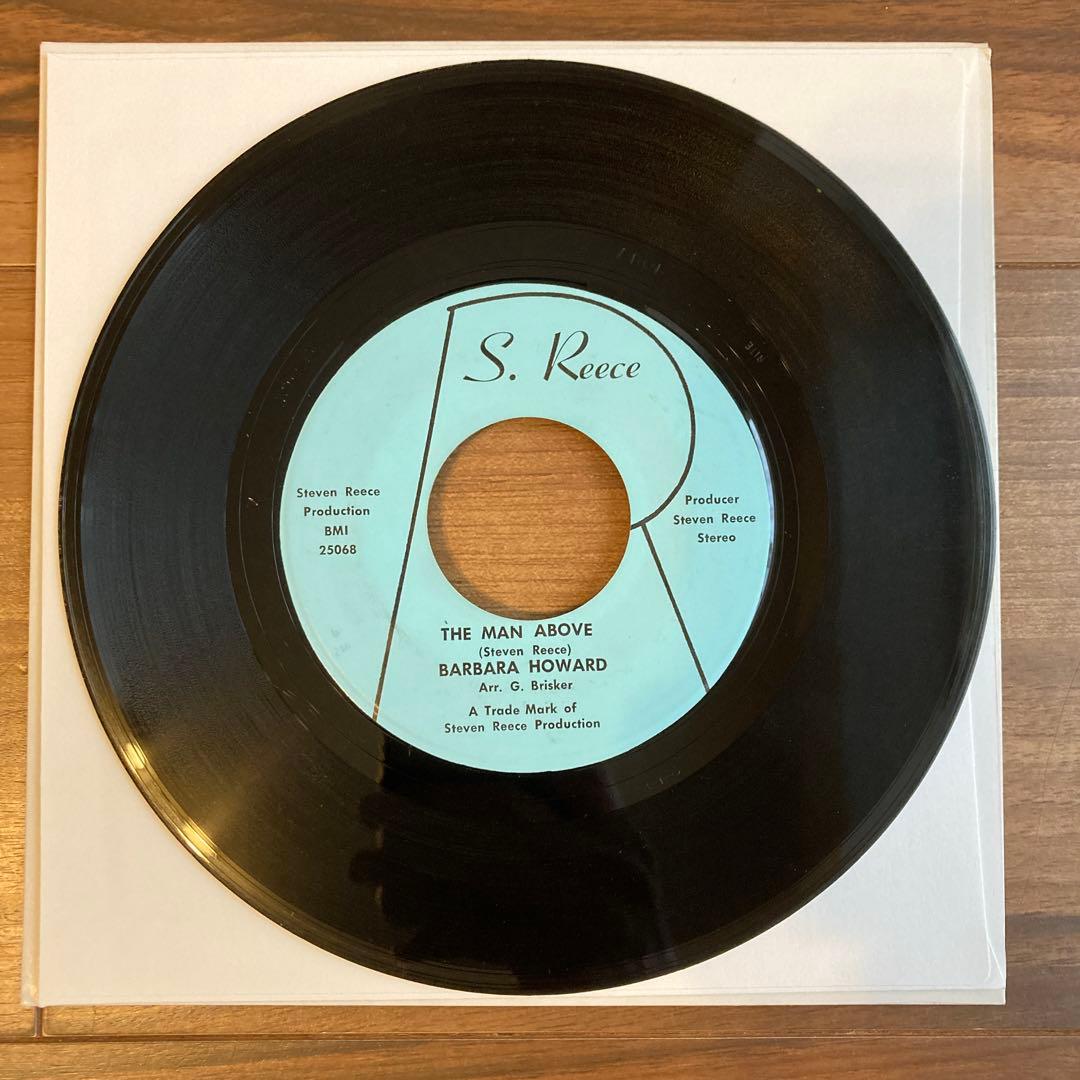 S. Reece
Steven Reece
Production
BMI
25068
Producer
Steven Reece
Stereo
THE MAN ABOVE
(Steven Reece)
BARBARA HOWARD
Arr. G. Brisker
A Trade Mark of
Steven Reece Production